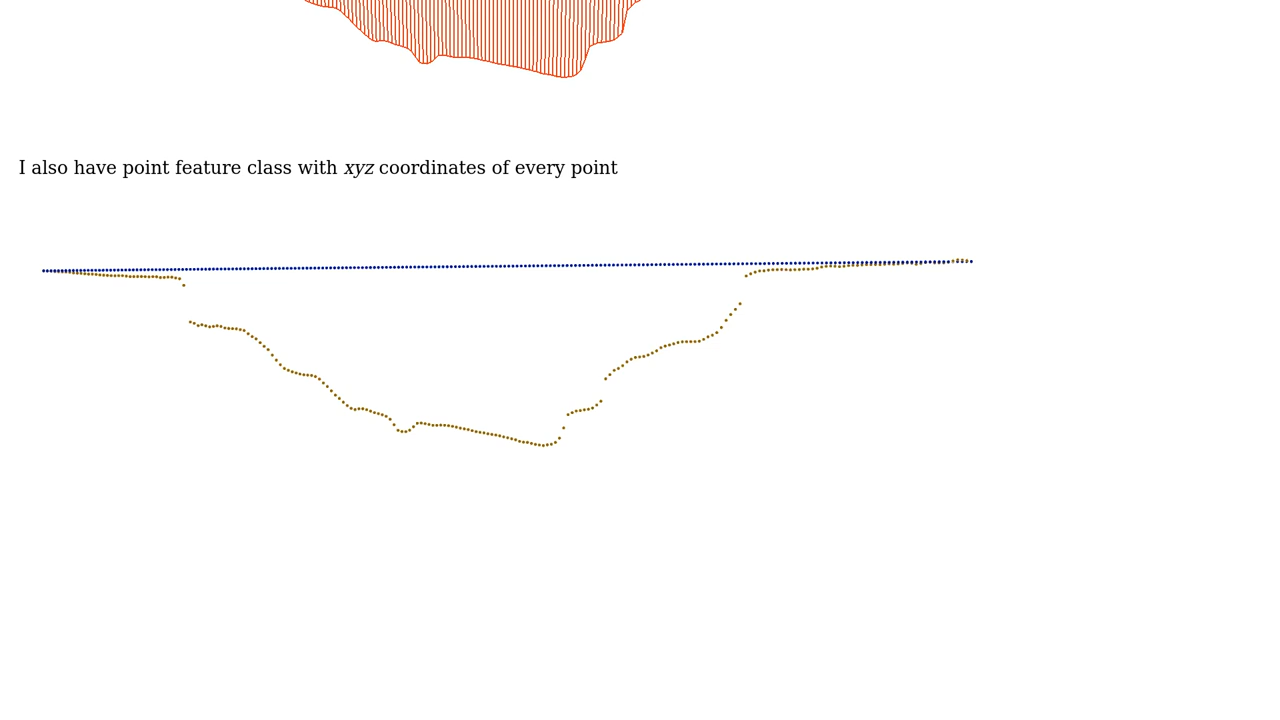 I also have point feature class with xyz coordinates of every point